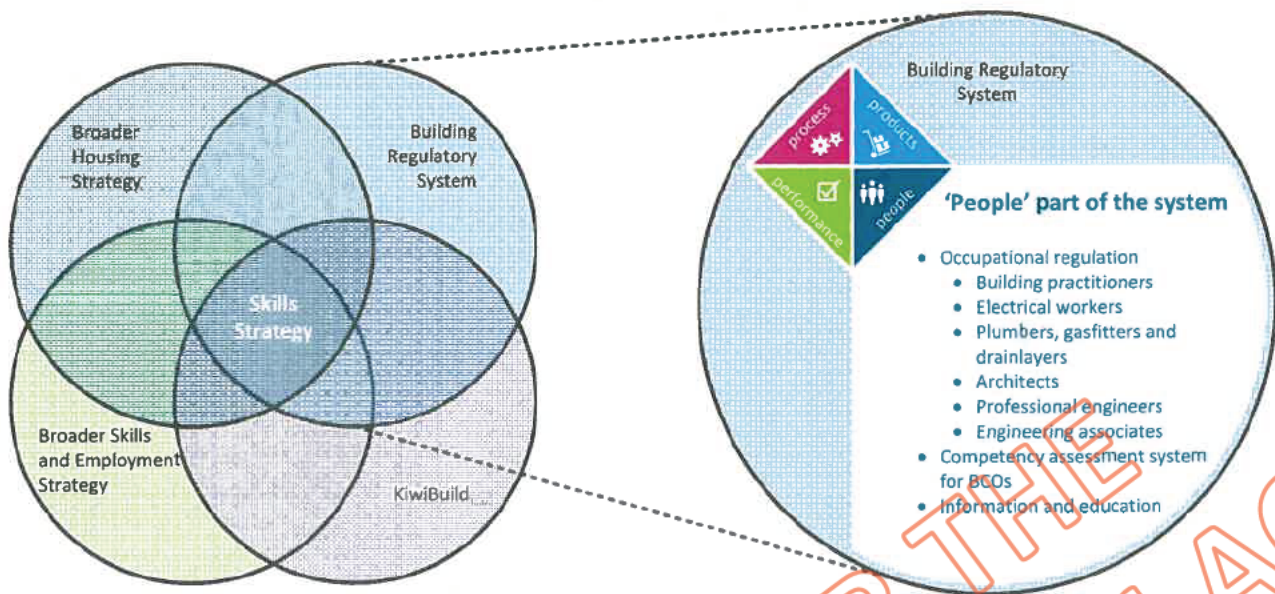 Broader
Housing
Strategy
Building
Regulatory
System
Skills
Strategy
Broader Skills
and Employment
Strategy
KiwiBuild
Building Regulatory
System
process
products
performance
people
‘People’ part of the system
• Occupational regulation
• Building practitioners
• Electrical workers
• Plumbers, gasfitters and
drainlayers
• Architects
• Professional engineers
• Engineering associates
• Competency assessment system
for BCOs
• Information and education
THE